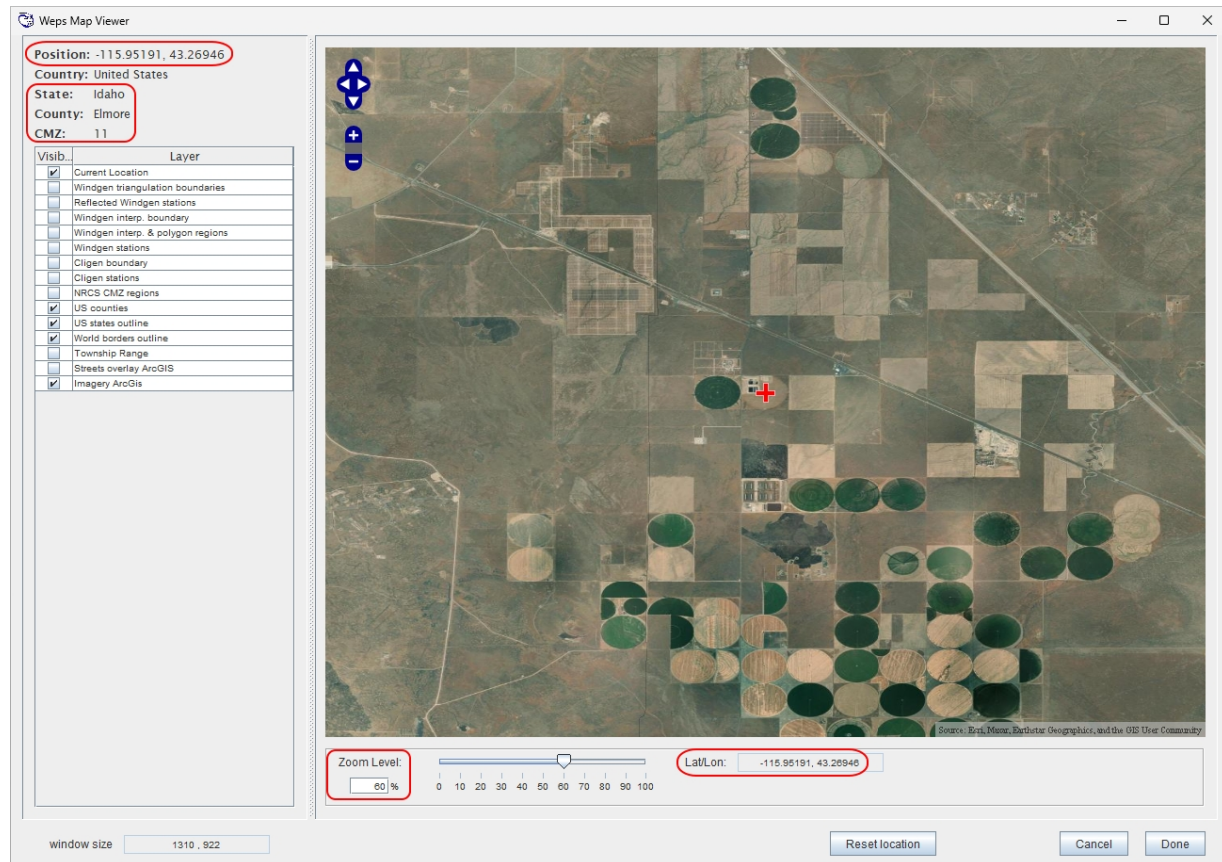 Weps Map Viewer
Position: -115.95191, 43.26946
Country: United States
State: Idaho
County: Elmore
CMZ: 11
Visib... Layer
Current Location
Windgen triangulation boundaries
Reflected Windgen stations
Windgen interp. boundary
Windgen interp. & polygon regions
Windgen stations
Cligen boundary
Cligen stations
NRCS CMZ regions
US counties
US states outline
World borders outline
Township Range
Streets overlay ArcGIS
Imagery ArcGis
Source: Esri, Maxar, Earthstar Geographics, and the GIS User Community
Zoom Level:
60 %
0 10 20 30 40 50 60 70 80 90 100
Lat/Lon: -115.95191, 43.26946
window size 1310 , 922
Reset location
Cancel
Done